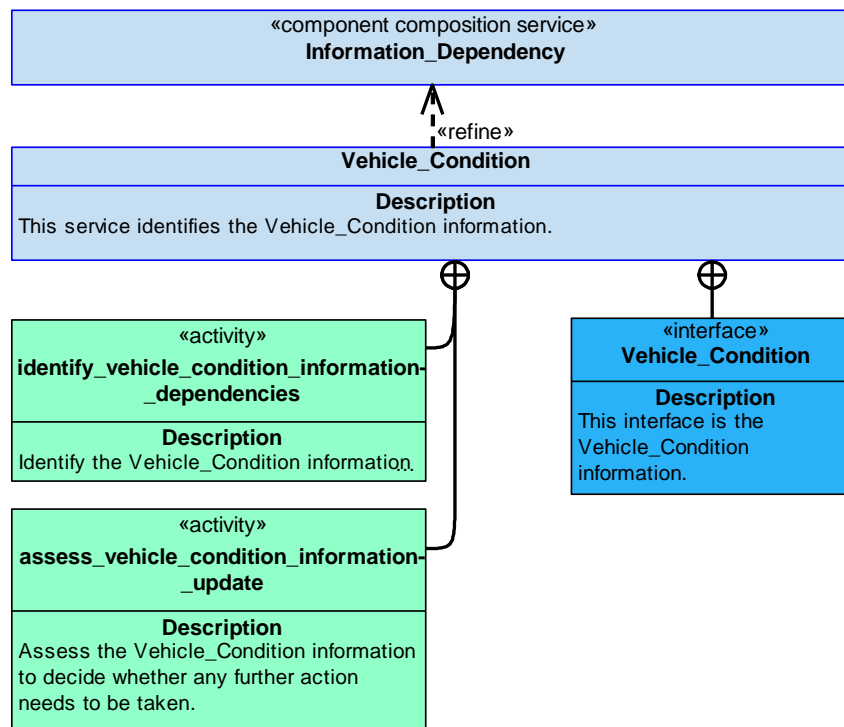 «component composition service»
Information_Dependency
«refine»
Vehicle_Condition
Description
This service identifies the Vehicle_Condition information.
«activity»
identify_vehicle_condition_information-
_dependencies
Description
Identify the Vehicle_Condition information.
«interface»
Vehicle_Condition
Description
This interface is the
Vehicle_Condition
information.
«activity»
assess_vehicle_condition_information-
_update
Description
Assess the Vehicle_Condition information
to decide whether any further action
needs to be taken.